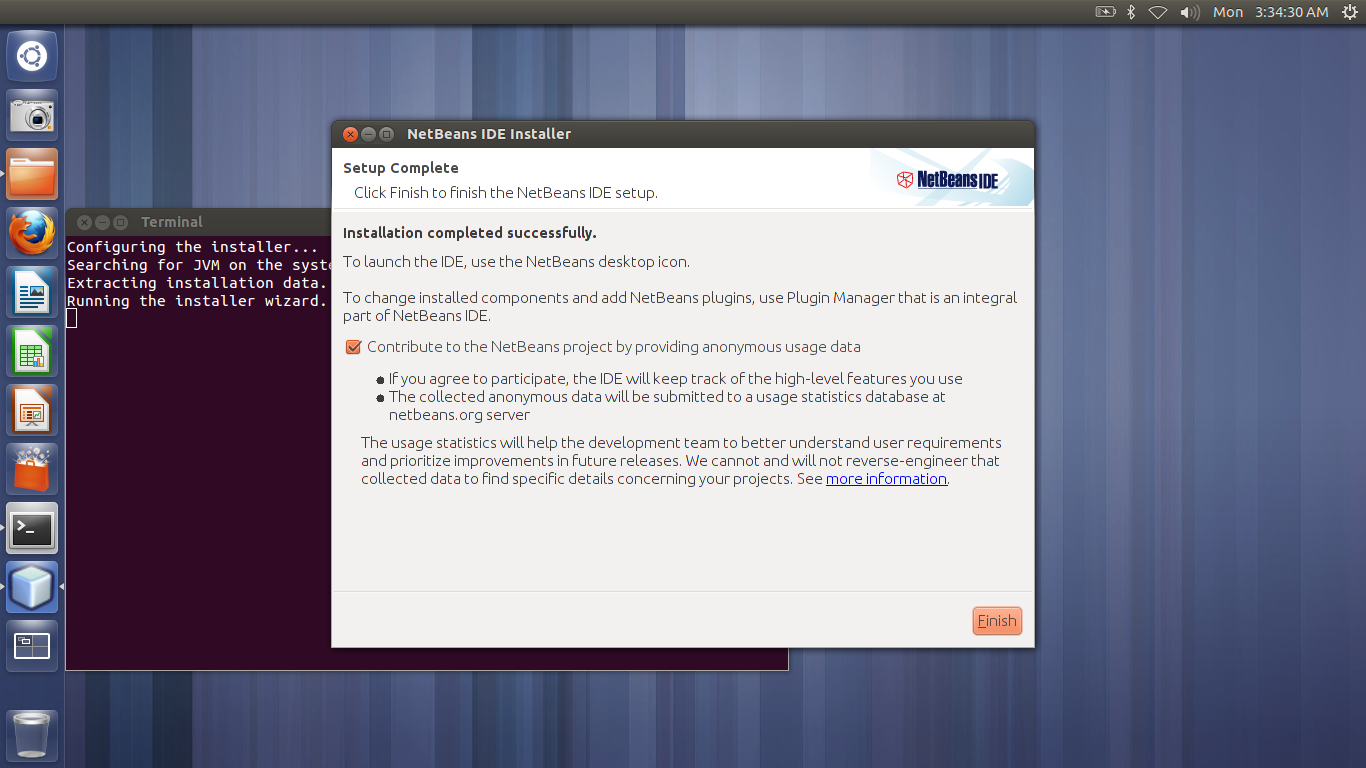 Mon 3:34:30 AM
NetBeans IDE Installer
Setup Complete
Click Finish to finish the NetBeans IDE setup.
NetBeans IDE
Terminal
Configuring the installer...
Searching for JVM on the syste
Extracting installation data.
Running the installer wizard.
Installation completed successfully.
To launch the IDE, use the NetBeans desktop icon.
To change installed components and add NetBeans plugins, use Plugin Manager that is an integral
part of NetBeans IDE.
Contribute to the NetBeans project by providing anonymous usage data
If you agree to participate, the IDE will keep track of the high-level features you use
The collected anonymous data will be submitted to a usage statistics database at
netbeans.org server
The usage statistics will help the development team to better understand user requirements
and prioritize improvements in future releases. We cannot and will not reverse-engineer that
collected data to find specific details concerning your projects. See more information.
Finish